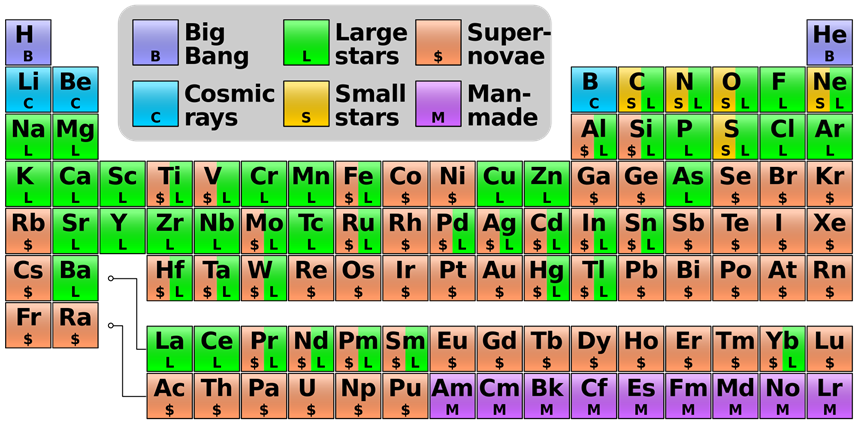 H Big Large Super- He
B Bang stars novae B
B L $
Li Be Cosmic Small Man- B C N O F Ne
C C rays stars made C S L S L S L L S L
C S M
Na Mg Al Si P S Cl Ar
L L $ L $ L L S L L L
K Ca Sc Ti V Cr Mn Fe Co Ni Cu Zn Ga Ge As Se Br Kr
L L L $ L $ L L L $ L $ $ L L $ $ L $ $ $
Rb Sr Y Zr Nb Mo Tc Ru Rh Pd Ag Cd In Sn Sb Te I Xe
$ L L L L $ L L $ L $ $ L $ L $ L $ L $ L $ $ $ $
Cs Ba Hf Ta W Re Os Ir Pt Au Hg Tl Pb Bi Po At Rn
$ L $ L $ L $ L $ $ $ $ $ $ L $ L $ $ $ $ $
Fr Ra
$ $
La Ce Pr Nd Pm Sm Eu Gd Tb Dy Ho Er Tm Yb Lu
L L $ L $ L $ L $ L $ $ $ $ $ $ $ $ L $
Ac Th Pa U Np Pu Am Cm Bk Cf Es Fm Md No Lr
$ $ $ $ $ $ M M M M M M M M M